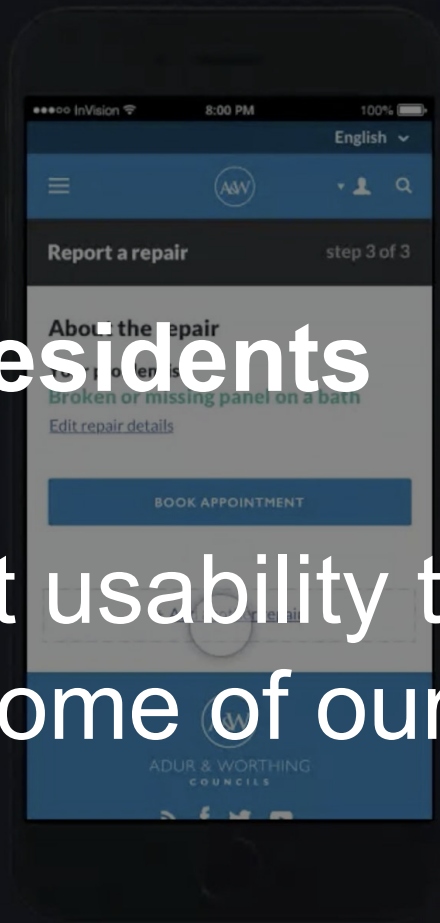 ●●●○○ InVision 8:00 PM 100%
English
A&W
Report a repair step 3 of 3
About the repair
esidents
Broken or missing panel on a bath
Edit repair details
BOOK APPOINTMENT
t usability t
ome of our
ADUR & WORTHING
COUNCILS